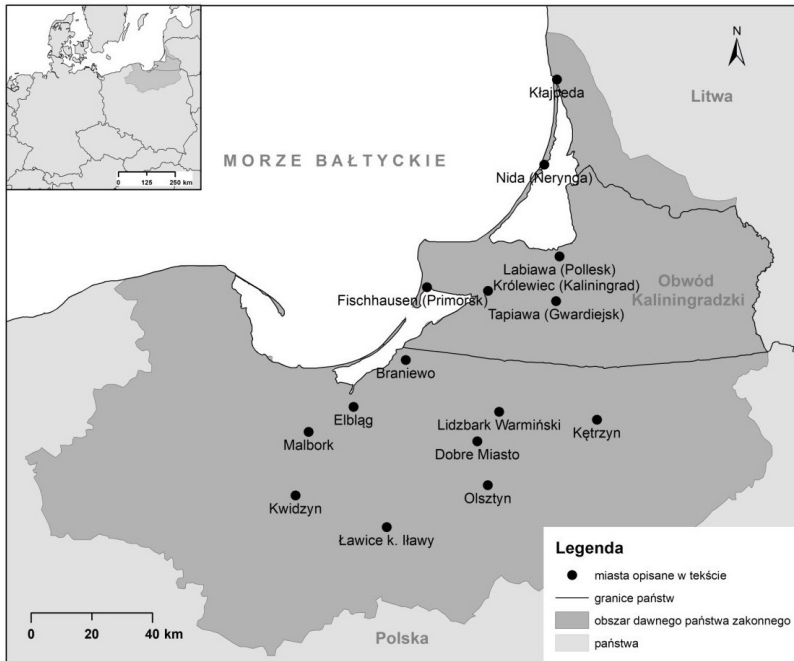 0 125 250 km
N
Litwa
Kłajpeda
MORZE BAŁTYCKIE
Nida (Nerynga)
Labiawa (Pollesk)
Królewiec (Kaliningrad)
Obwód
Kaliningradzki
Fischhausen (Primorsk)
Tapiawa (Gwardiejsk)
Braniewo
Elbląg
Lidzbark Warmiński
Kętrzyn
Malbork
Dobre Miasto
Kwidzyn
Olsztyn
Ławice k. Iławy
Legenda
miasta opisane w tekście
granice państw
obszar dawnego państwa zakonnego
państwa
0 20 40 km
Polska